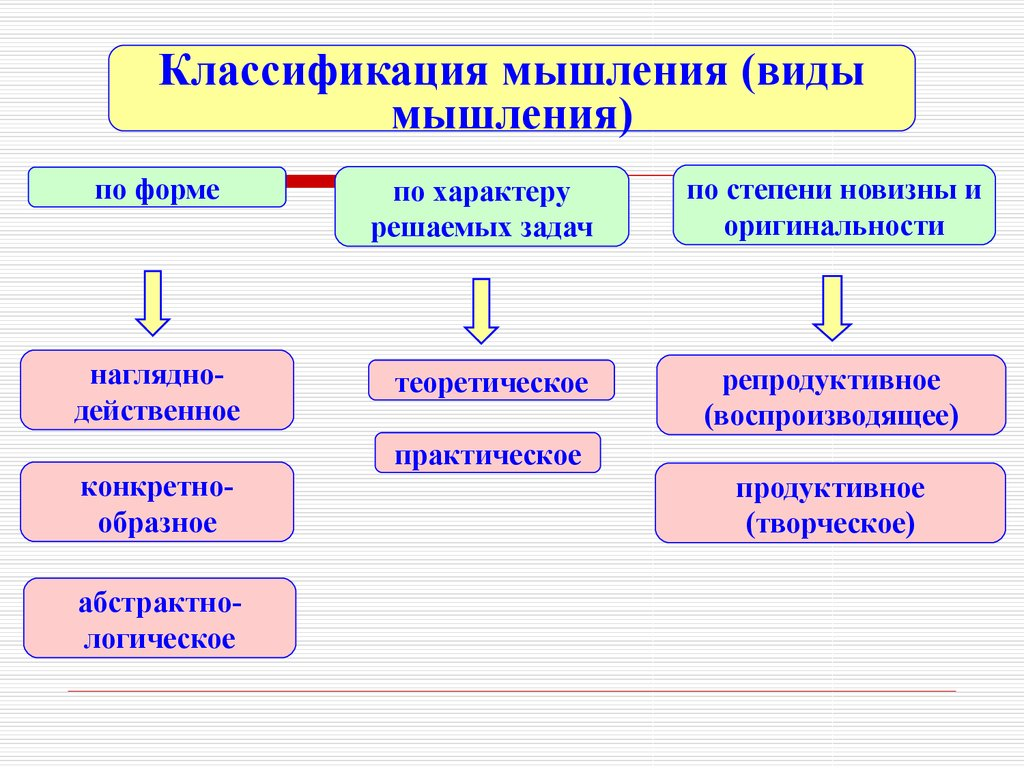 Классификация мышления (виды
мышления)
по форме
по характеру
решаемых задач
по степени новизны и
оригинальности
наглядно-
действенное
конкретно-
образное
абстрактно-
логическое
теоретическое
практическое
репродуктивное
(воспроизводящее)
продуктивное
(творческое)